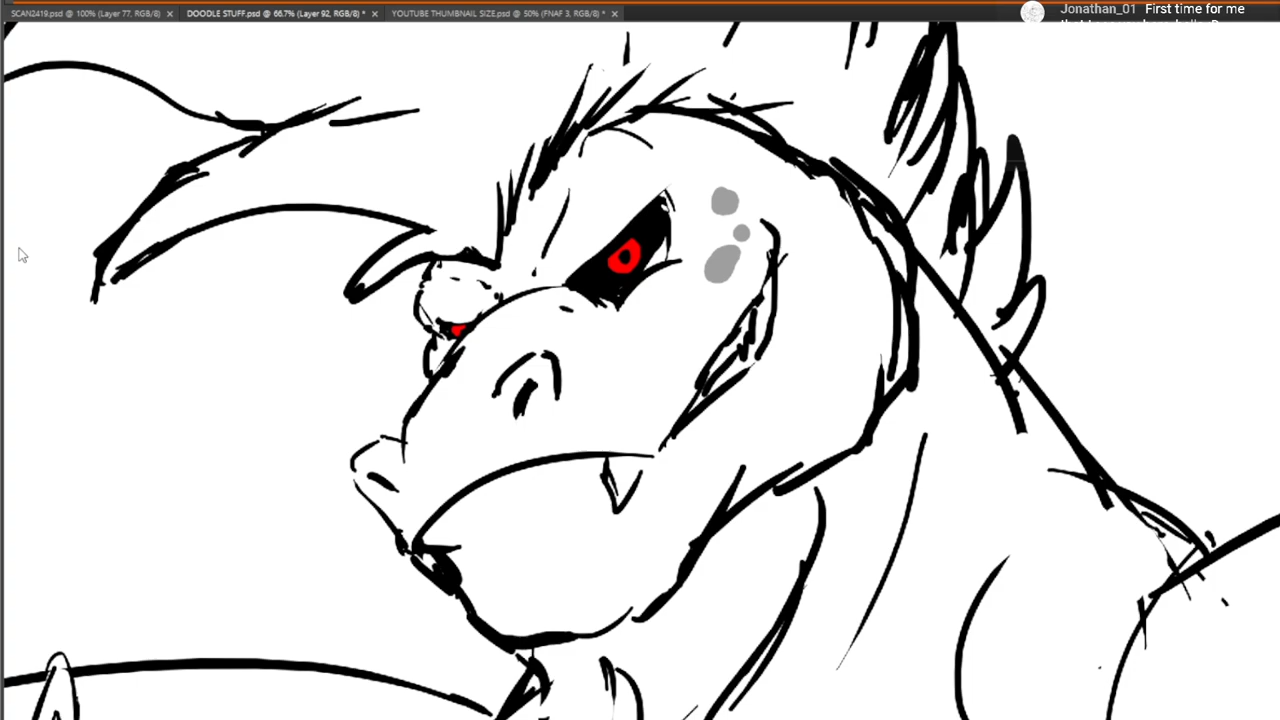 SCAN2419.psd @ 100% (Layer 77, RGB/8) × DOODLE STUFF.psd @ 66.7% (Layer 92, RGB/8) * × YOUTUBE THUMBNAIL SIZE.psd @ 50% (FNAF 3, RGB/8) * ×
Jonathan_01 First time for me